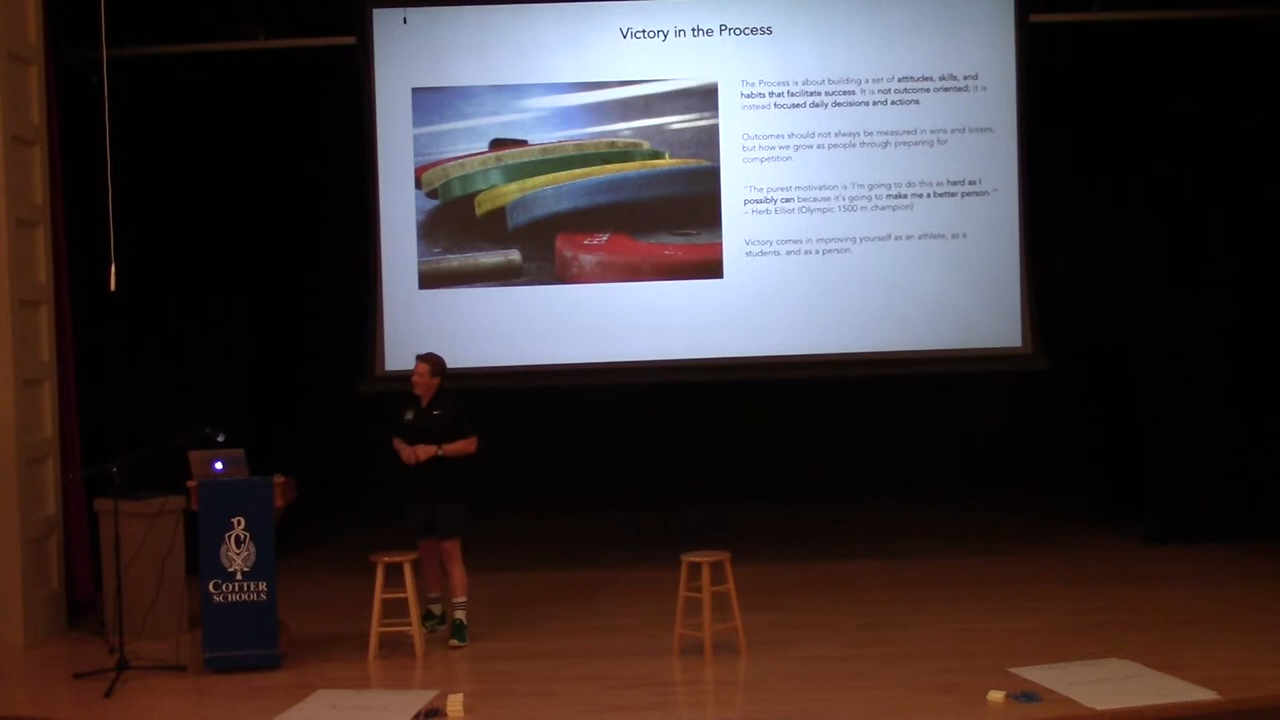 Victory in the Process
The Process is about building a set of attitudes, skills, and
habits that facilitate success. It is not outcome oriented; it is
instead focused daily decisions and actions.
Outcomes should not always be measured in wins and losses,
but how we grow as people through preparing for
competition.
"The purest motivation is 'I'm going to do this as hard as I
possibly can because it's going to make me a better person.'"
– Herb Elliot (Olympic 1500 m champion)
Victory comes in improving yourself as an athlete, as a
students, and as a person.
COTTER
SCHOOLS